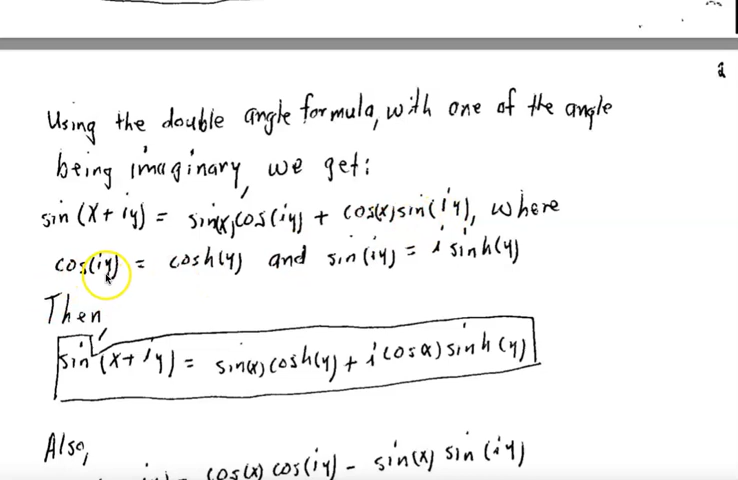 2
Using the double angle formula, with one of the angle
being imaginary, we get:
sin(x+iy) = sin(x)cos(iy) + cos(x)sin(iy), where
cos(iy) = cosh(y) and sin(iy) = i sinh(y)
Then
sin(x+iy) = sin(x)cosh(y) + i cos(x) sinh(y)
Also,
cos(x) cos(iy) - sin(x) sin(iy)